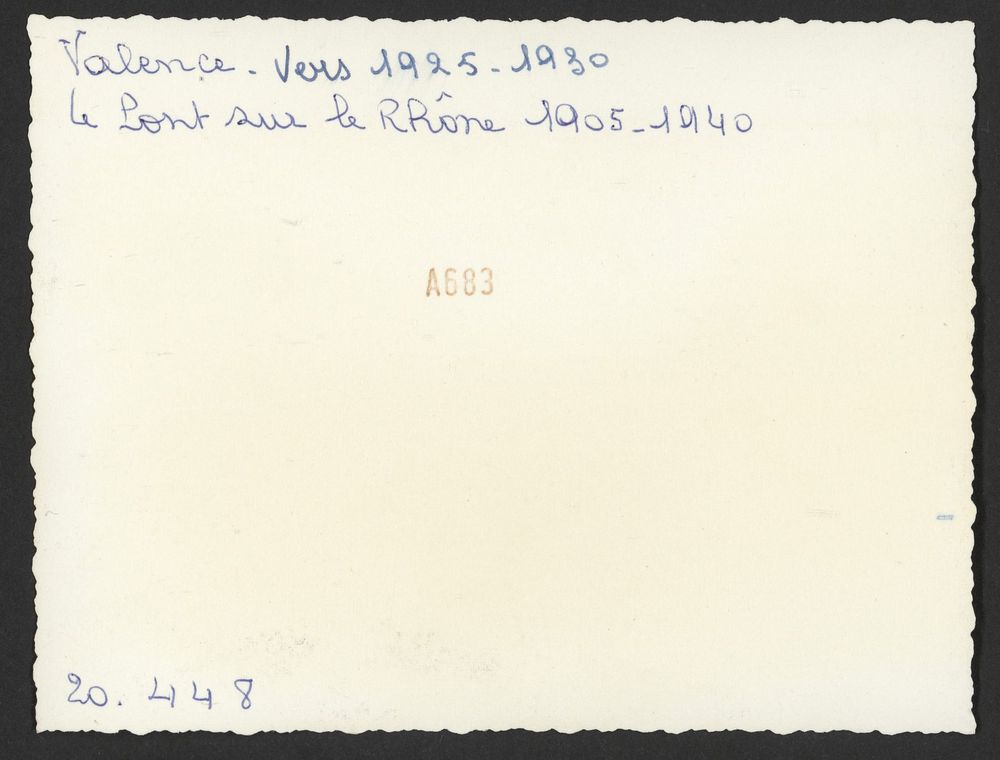 Valence. Vers 1925-1930
le Pont sur le Rhône 1905-1940
A683
20. 448